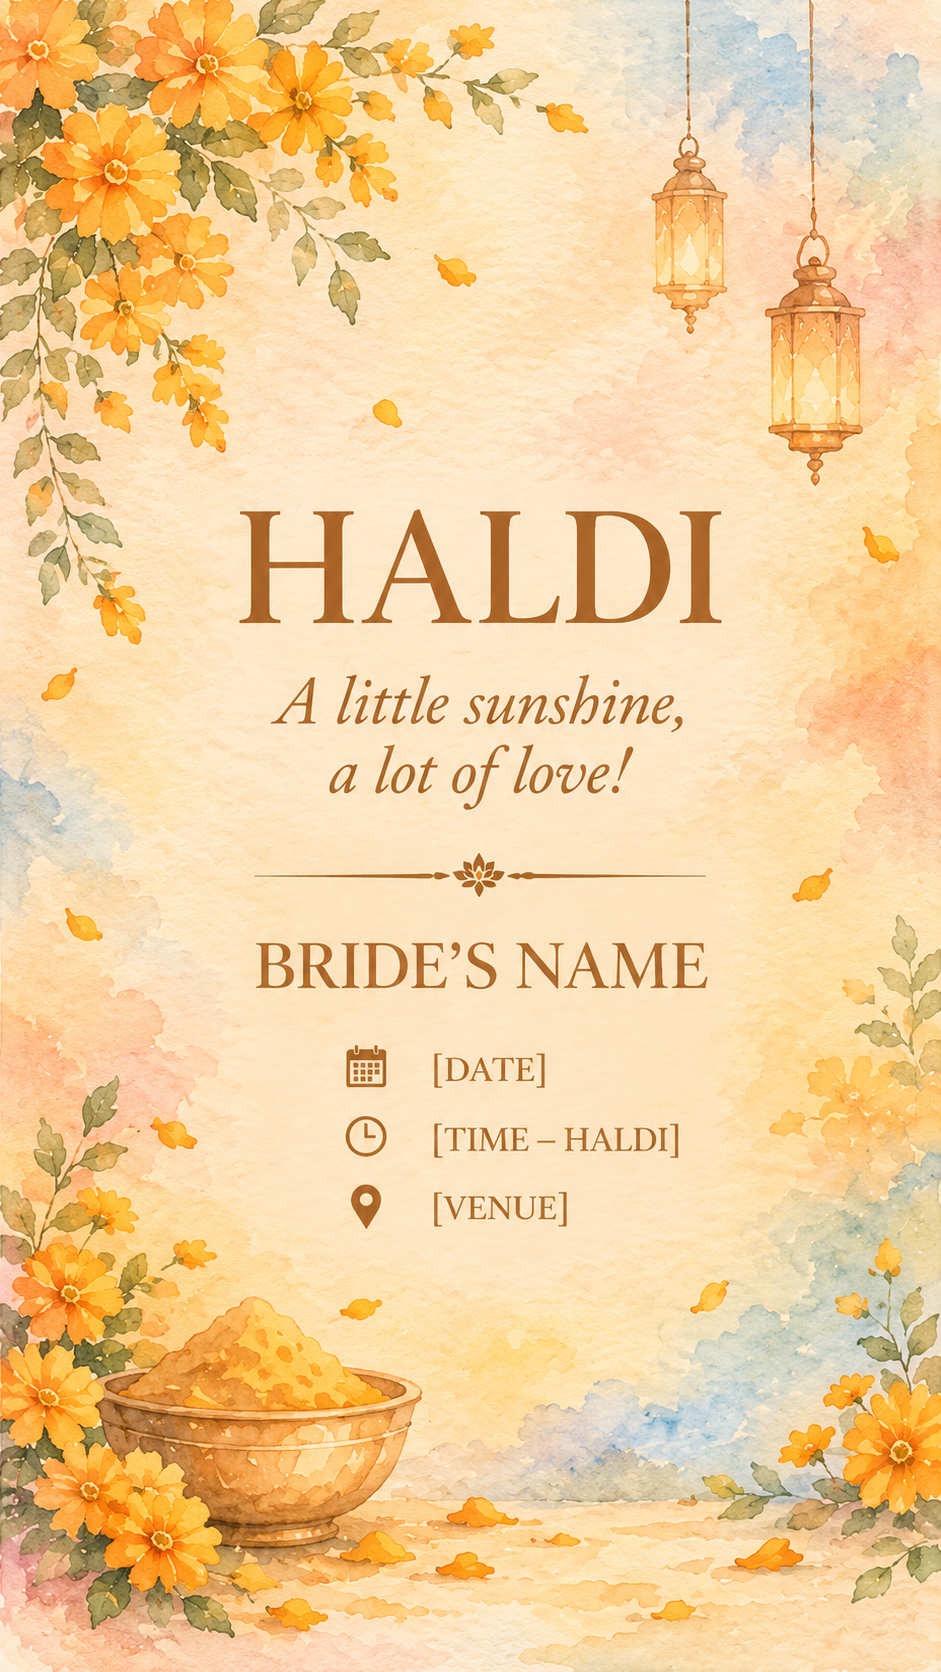 HALDI
A little sunshine,
a lot of love!
BRIDE’S NAME
[DATE]
[TIME – HALDI]
[VENUE]